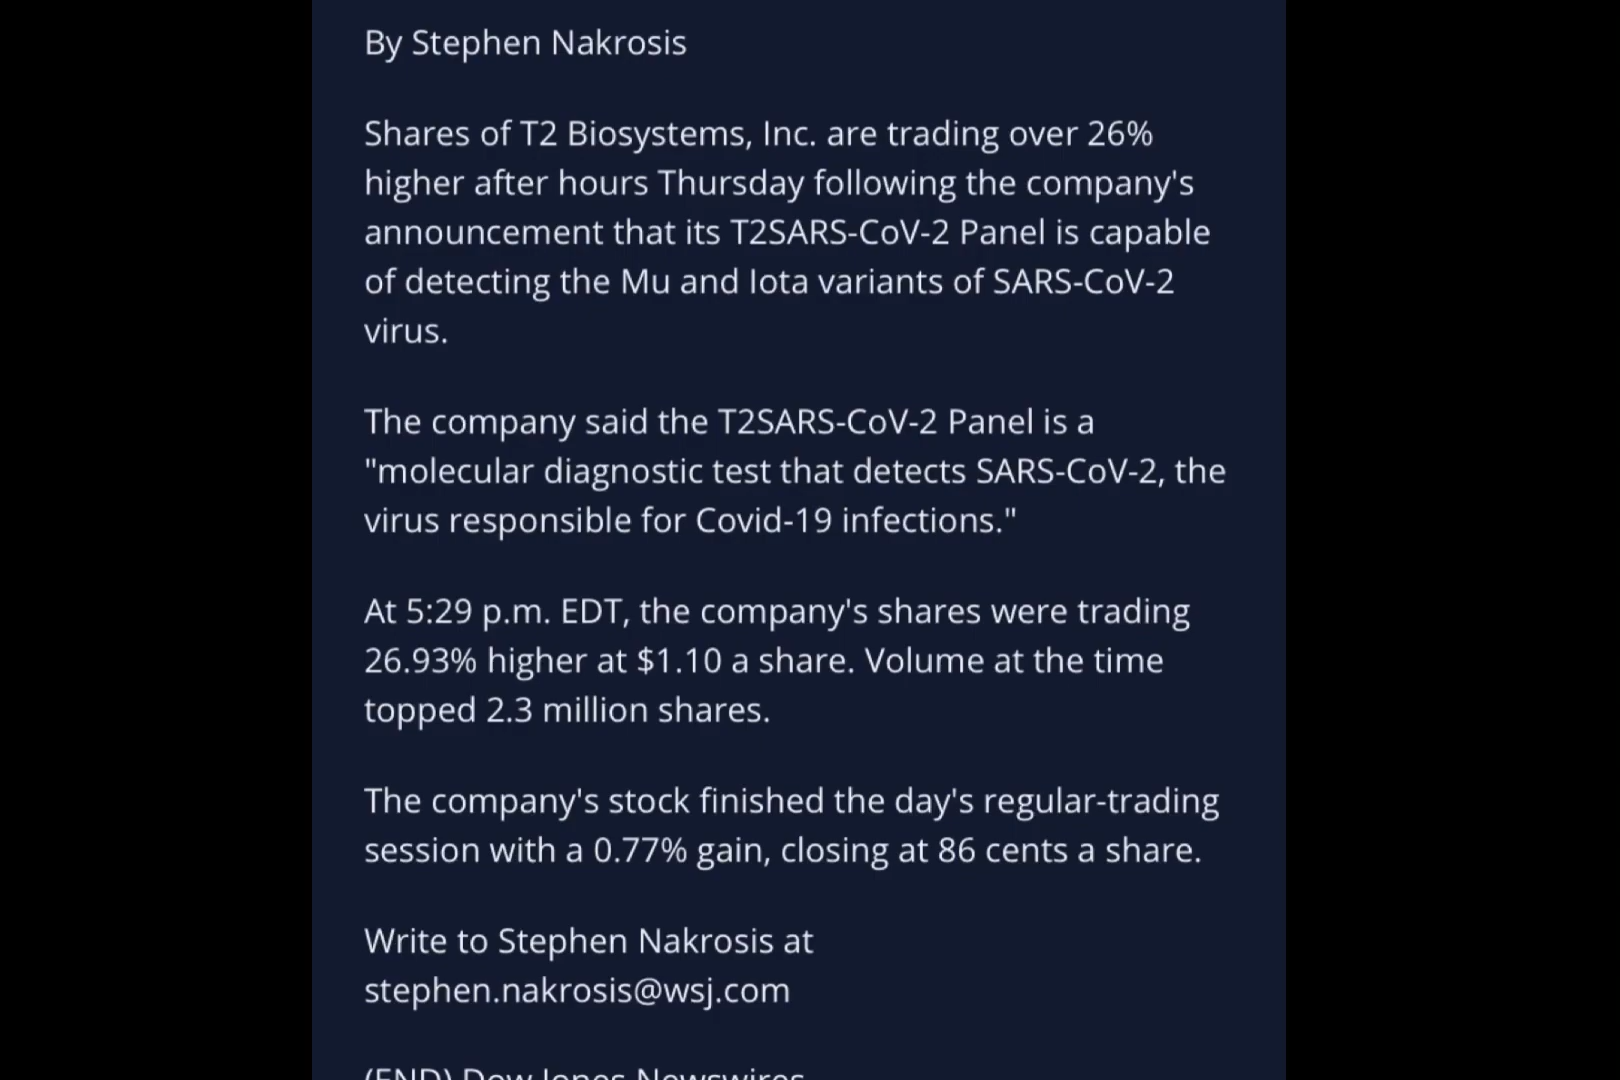 By Stephen Nakrosis
Shares of T2 Biosystems, Inc. are trading over 26%
higher after hours Thursday following the company's
announcement that its T2SARS-CoV-2 Panel is capable
of detecting the Mu and Iota variants of SARS-CoV-2
virus.
The company said the T2SARS-CoV-2 Panel is a
"molecular diagnostic test that detects SARS-CoV-2, the
virus responsible for Covid-19 infections."
At 5:29 p.m. EDT, the company's shares were trading
26.93% higher at $1.10 a share. Volume at the time
topped 2.3 million shares.
The company's stock finished the day's regular-trading
session with a 0.77% gain, closing at 86 cents a share.
Write to Stephen Nakrosis at
stephen.nakrosis@wsj.com
(END) Dow Jones Newswires